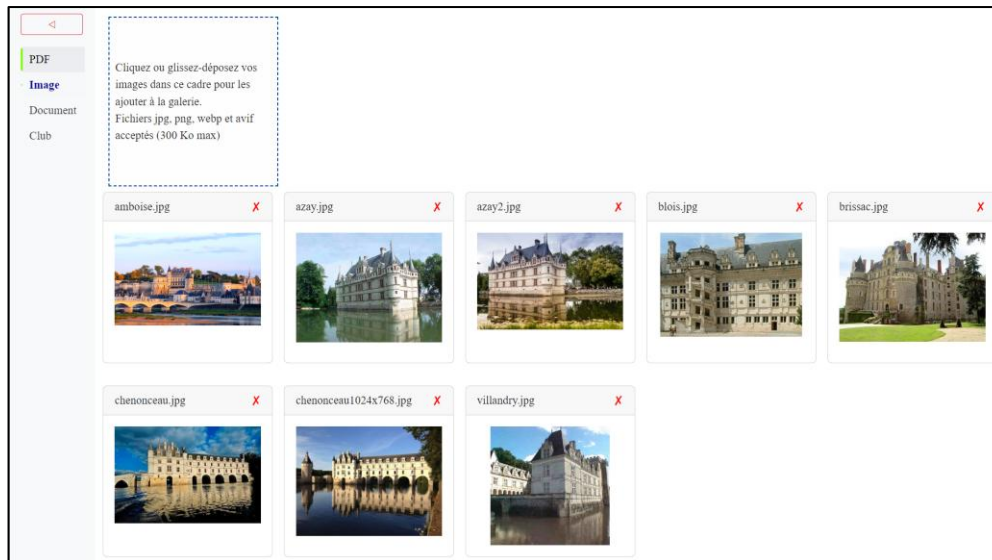 PDF
Image
Document
Club
Cliquez ou glissez-déposez vos
images dans ce cadre pour les
ajouter à la galerie.
Fichiers jpg, png, webp et avif
acceptés (300 Ko max)
amboise.jpg ✗
azay.jpg ✗
azay2.jpg ✗
blois.jpg ✗
brissac.jpg ✗
chenonceau.jpg ✗
chenonceau1024x768.jpg ✗
villandry.jpg ✗